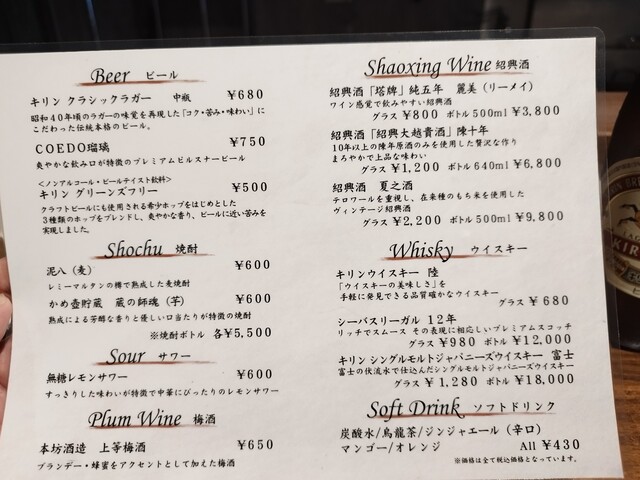 Beer ビール
キリン クラシックラガー 中瓶 ¥680
昭和40年頃のラガーの味覚を再現した「コク・苦み・味わい」に
こだわった伝統本格のビール。
COEDO瑠璃 ¥750
爽やかな飲み口が特徴のプレミアムピルスナービール
<ノンアルコール・ビールテイスト飲料>
キリン グリーンズフリー ¥500
クラフトビールにも使用される希少ホップをはじめとした
3種類のホップをブレンドし、爽やかな香り、ビールに近い苦みを
実現しました。
Shochu 焼酎
泥八（麦） ¥600
レミーマルタンの樽で熟成した麦焼酎
かめ壺貯蔵 蔵の師魂（芋） ¥600
熟成による芳醇な香りと優しい口当たりが特徴の焼酎
※焼酎ボトル 各¥5,500
Sour サワー
無糖レモンサワー ¥600
すっきりした味わいが特徴で中華にぴったりのレモンサワー
Plum Wine 梅酒
本坊酒造 上等梅酒 ¥650
ブランデー・蜂蜜をアクセントとして加えた梅酒
Shaoxing Wine 紹興酒
紹興酒「塔牌」純五年 麗美（リーメイ）
ワイン感覚で飲みやすい紹興酒
グラス ¥800 ボトル500ml ¥3,800
紹興酒「紹興大越貴酒」陳十年
10年以上の陳年原酒のみを使用した贅沢な作り
まろやかで上品な味わい
グラス ¥1,200 ボトル 640ml ¥6,800
紹興酒 夏之酒
テロワールを重視し、在来種のもち米を使用した
ヴィンテージ紹興酒
グラス ¥2,200 ボトル 500ml ¥9,800
Whisky ウイスキー
キリンウイスキー 陸
「ウイスキーの美味しさ」を
手軽に発見できる品質確かなウイスキー
グラス ¥680
シーバスリーガル 12年
リッチでスムース その表現に相応しいプレミアムスコッチ
グラス ¥980 ボトル ¥12,000
キリン シングルモルトジャパニーズウイスキー 富士
富士の伏流水で仕込んだシングルモルトジャパニーズウイスキー
グラス ¥1,280 ボトル ¥18,000
Soft Drink ソフトドリンク
炭酸水/烏龍茶/ジンジャエール（辛口）
マンゴー/オレンジ All ¥430
※価格は全て税込価格となっています。